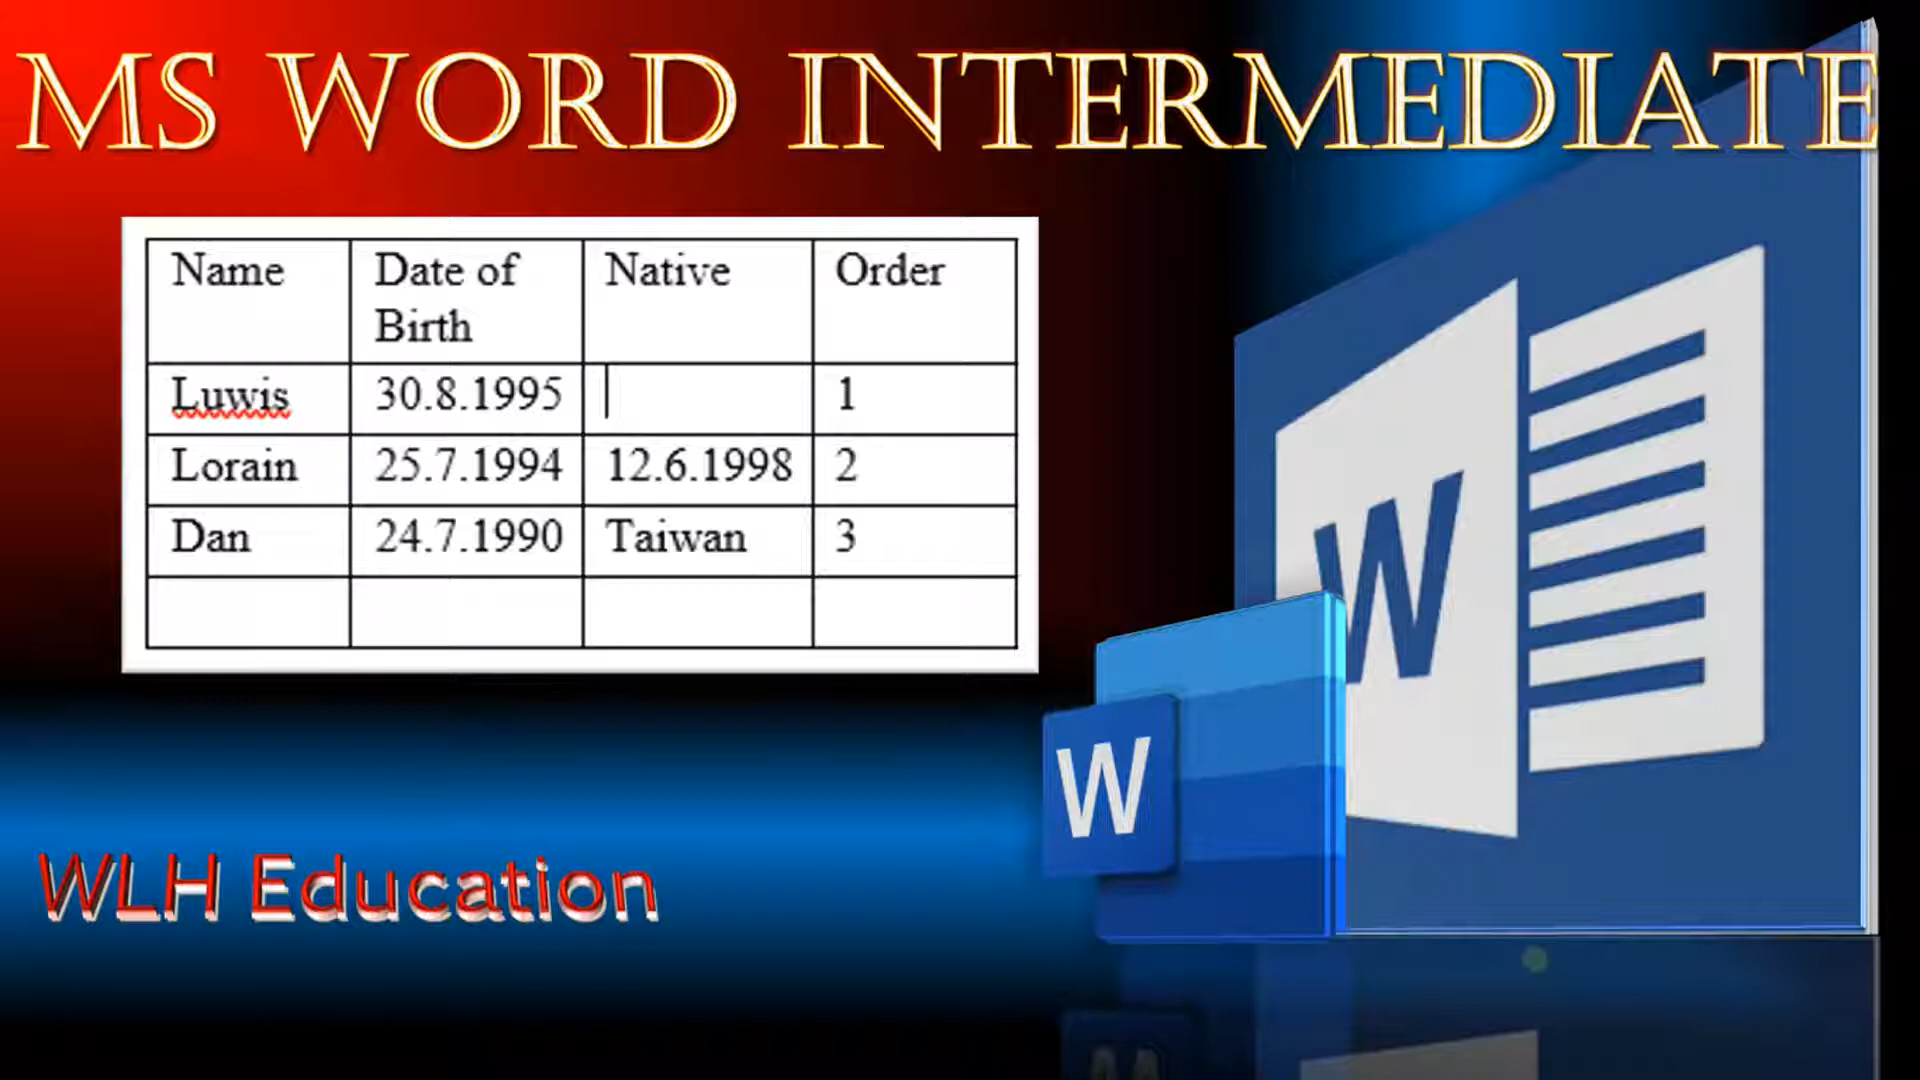 MS WORD INTERMEDIATE
Name Date of Birth Native Order
Luwis 30.8.1995 1
Lorain 25.7.1994 12.6.1998 2
Dan 24.7.1990 Taiwan 3
W
W
WLH Education